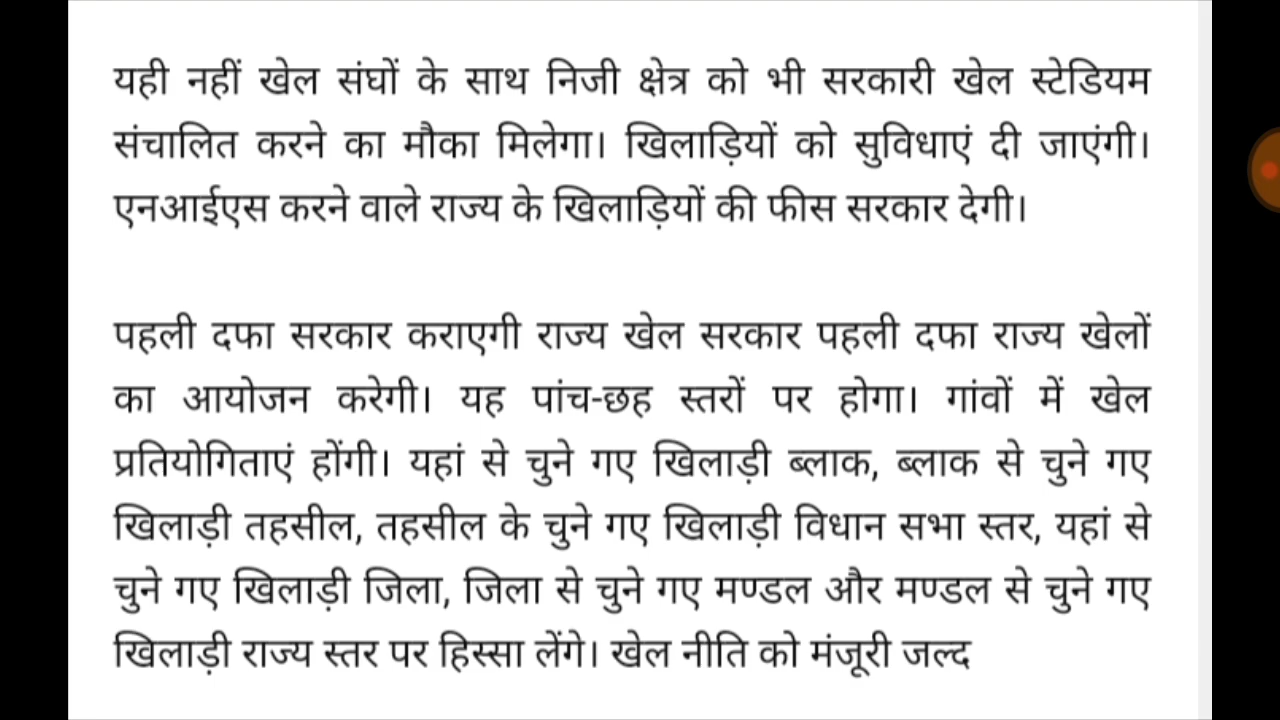 यही नहीं खेल संघों के साथ निजी क्षेत्र को भी सरकारी खेल स्टेडियम
संचालित करने का मौका मिलेगा। खिलाड़ियों को सुविधाएं दी जाएंगी।
एनआईएस करने वाले राज्य के खिलाड़ियों की फीस सरकार देगी।
पहली दफा सरकार कराएगी राज्य खेल सरकार पहली दफा राज्य खेलों
का आयोजन करेगी। यह पांच-छह स्तरों पर होगा। गांवों में खेल
प्रतियोगिताएं होंगी। यहां से चुने गए खिलाड़ी ब्लाक, ब्लाक से चुने गए
खिलाड़ी तहसील, तहसील के चुने गए खिलाड़ी विधान सभा स्तर, यहां से
चुने गए खिलाड़ी जिला, जिला से चुने गए मण्डल और मण्डल से चुने गए
खिलाड़ी राज्य स्तर पर हिस्सा लेंगे। खेल नीति को मंजूरी जल्द